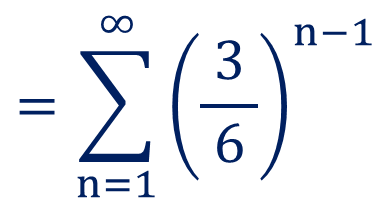 = ∑_{n=1}^{∞} (3/6)^{n−1}